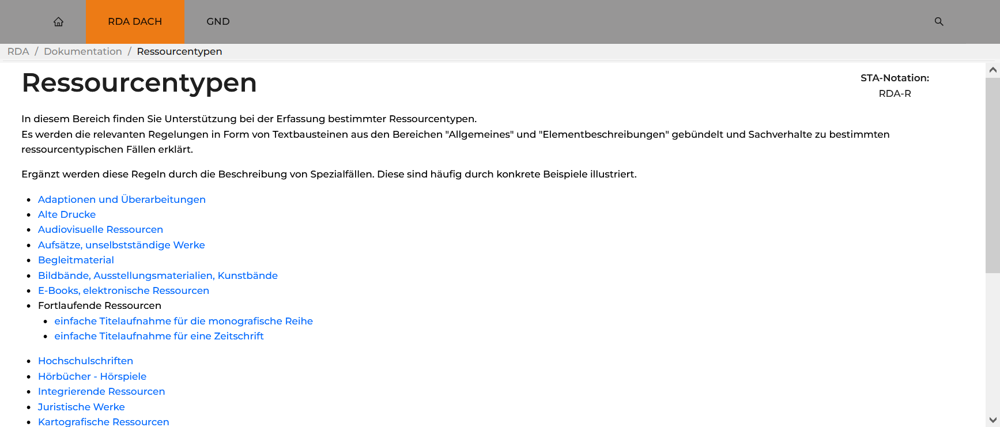 RDA DACH
GND
RDA / Dokumentation / Ressourcentypen
Ressourcentypen
STA-Notation:
RDA-R
In diesem Bereich finden Sie Unterstützung bei der Erfassung bestimmter Ressourcentypen.
Es werden die relevanten Regelungen in Form von Textbausteinen aus den Bereichen "Allgemeines" und "Elementbeschreibungen" gebündelt und Sachverhalte zu bestimmten
ressourcentypischen Fällen erklärt.
Ergänzt werden diese Regeln durch die Beschreibung von Spezialfällen. Diese sind häufig durch konkrete Beispiele illustriert.
• Adaptionen und Überarbeitungen
• Alte Drucke
• Audiovisuelle Ressourcen
• Aufsätze, unselbstständige Werke
• Begleitmaterial
• Bildbände, Ausstellungsmaterialien, Kunstbände
• E-Books, elektronische Ressourcen
• Fortlaufende Ressourcen
• einfache Titelaufnahme für die monografische Reihe
• einfache Titelaufnahme für eine Zeitschrift
• Hochschulschriften
• Hörbücher - Hörspiele
• Integrierende Ressourcen
• Juristische Werke
• Kartografische Ressourcen